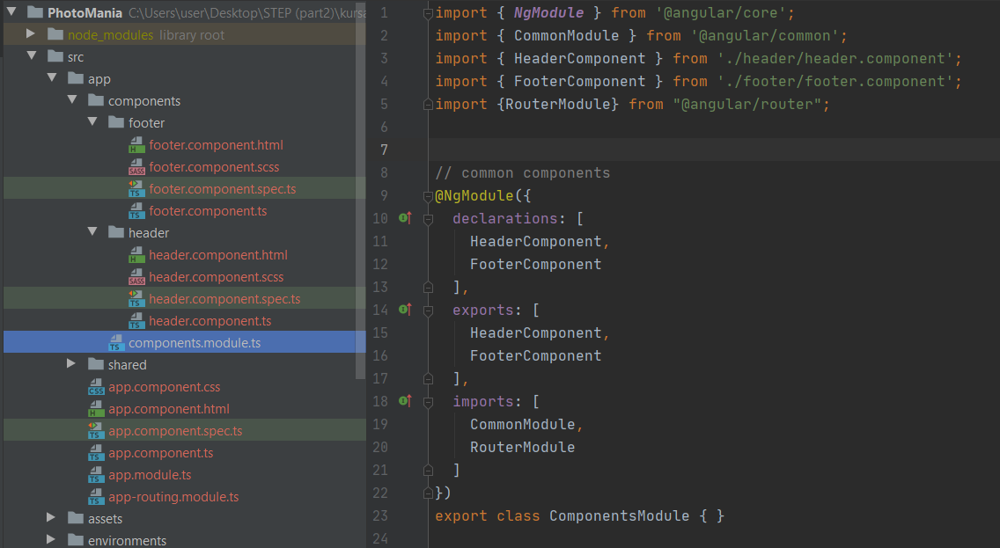 PhotoMania C:\Users\user\Desktop\STEP (part2)\kursa
node_modules library root
src
app
components
footer
footer.component.html
footer.component.scss
footer.component.spec.ts
footer.component.ts
header
header.component.html
header.component.scss
header.component.spec.ts
header.component.ts
components.module.ts
shared
app.component.css
app.component.html
app.component.spec.ts
app.component.ts
app.module.ts
app-routing.module.ts
assets
environments
1 import { NgModule } from '@angular/core';
2 import { CommonModule } from '@angular/common';
3 import { HeaderComponent } from './header/header.component';
4 import { FooterComponent } from './footer/footer.component';
5 import {RouterModule} from "@angular/router";
6
7
8 // common components
9 @NgModule({
10 declarations: [
11 HeaderComponent,
12 FooterComponent
13 ],
14 exports: [
15 HeaderComponent,
16 FooterComponent
17 ],
18 imports: [
19 CommonModule,
20 RouterModule
21 ]
22 })
23 export class ComponentsModule { }
24